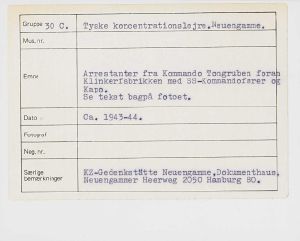 Gruppe 30 C. Tyske koncentrationslejre. Neuengamme.
Mus.nr.
Emne Arrestanter fra Kommando Tongruben foran
Klinkerfabrikken med SS-Kommandofører og
Kapo.
Se tekst bagpå fotoet.
Dato Ca. 1943-44.
Fotograf
Neg.nr.
Særlige bemærkninger KZ-Gedenkstätte Neuengamme, Dokumenthaus,
Neuengammer Heerweg 2050 Hamburg 80.